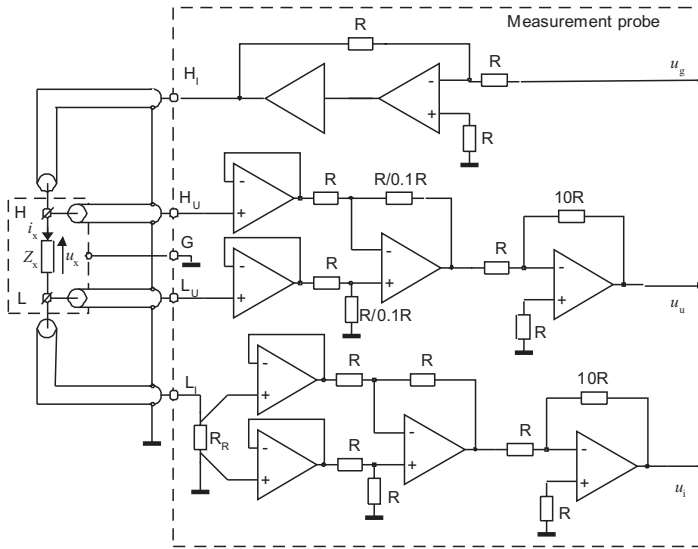 Measurement probe
R
H_I
R
u_g
-
+
R
R
R/0.1R
10R
H
H_U
-
+
i_x
G
R
-
Z_x
u_x
-
+
-
+
R
+
L
L_U
R/0.1R
R
u_u
R
R
10R
-
+
L_i
-
R
-
R_R
-
+
R
+
+
R
R
u_i